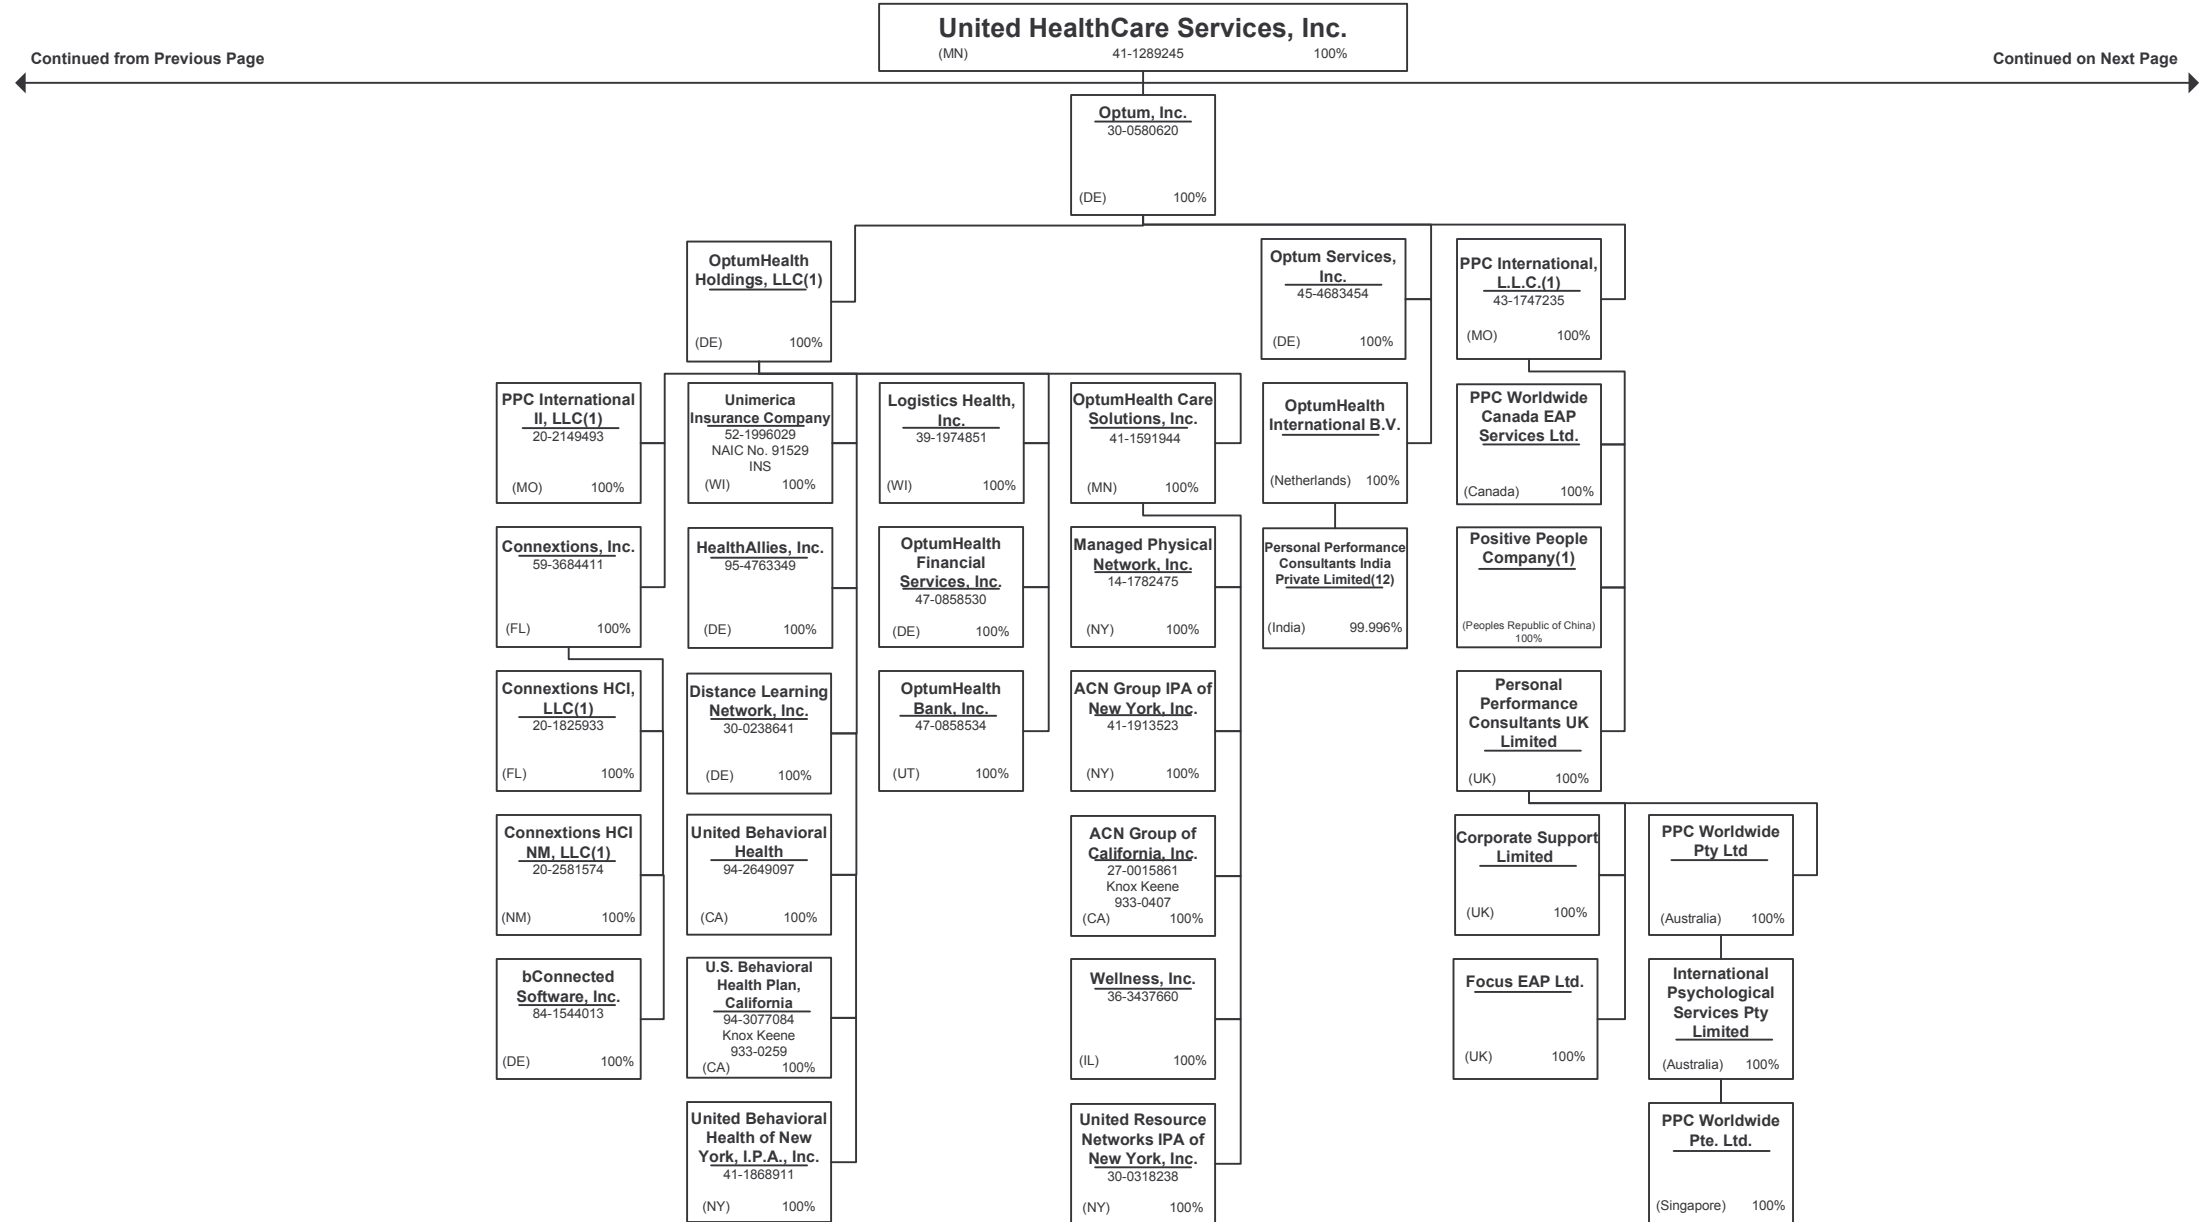 United HealthCare Services, Inc.
(MN) 41-1289245 100%
Continued from Previous Page
Continued on Next Page
Optum, Inc.
30-0580620
(DE) 100%
OptumHealth
Holdings, LLC(1)
(DE) 100%
Optum Services,
Inc.
45-4683454
(DE) 100%
PPC International,
L.L.C.(1)
43-1747235
(MO) 100%
PPC International
II, LLC(1)
20-2149493
(MO) 100%
Unimerica
Insurance Company
52-1996029
NAIC No. 91529
INS
(WI) 100%
Logistics Health,
Inc.
39-1974851
(WI) 100%
OptumHealth Care
Solutions, Inc.
41-1591944
(MN) 100%
OptumHealth
International B.V.
(Netherlands) 100%
PPC Worldwide
Canada EAP
Services Ltd.
(Canada) 100%
Connextions, Inc.
59-3684411
(FL) 100%
HealthAllies, Inc.
95-4763349
(DE) 100%
OptumHealth
Financial
Services, Inc.
47-0858530
(DE) 100%
Managed Physical
Network, Inc.
14-1782475
(NY) 100%
Personal Performance
Consultants India
Private Limited(12)
(India) 99.996%
Positive People
Company(1)
(Peoples Republic of China)
100%
Connextions HCI,
LLC(1)
20-1825933
(FL) 100%
Distance Learning
Network, Inc.
30-0238641
(DE) 100%
OptumHealth
Bank, Inc.
47-0858534
(UT) 100%
ACN Group IPA of
New York, Inc.
41-1913523
(NY) 100%
Personal
Performance
Consultants UK
Limited
(UK) 100%
Connextions HCI
NM, LLC(1)
20-2581574
(NM) 100%
United Behavioral
Health
94-2649097
(CA) 100%
ACN Group of
California, Inc.
27-0015861
Knox Keene
933-0407
(CA) 100%
Corporate Support
Limited
(UK) 100%
PPC Worldwide
Pty Ltd
(Australia) 100%
bConnected
Software, Inc.
84-1544013
(DE) 100%
U.S. Behavioral
Health Plan,
California
94-3077084
Knox Keene
933-0259
(CA) 100%
Wellness, Inc.
36-3437660
(IL) 100%
Focus EAP Ltd.
(UK) 100%
International
Psychological
Services Pty
Limited
(Australia) 100%
United Behavioral
Health of New
York, I.P.A., Inc.
41-1868911
(NY) 100%
United Resource
Networks IPA of
New York, Inc.
30-0318238
(NY) 100%
PPC Worldwide
Pte. Ltd.
(Singapore) 100%